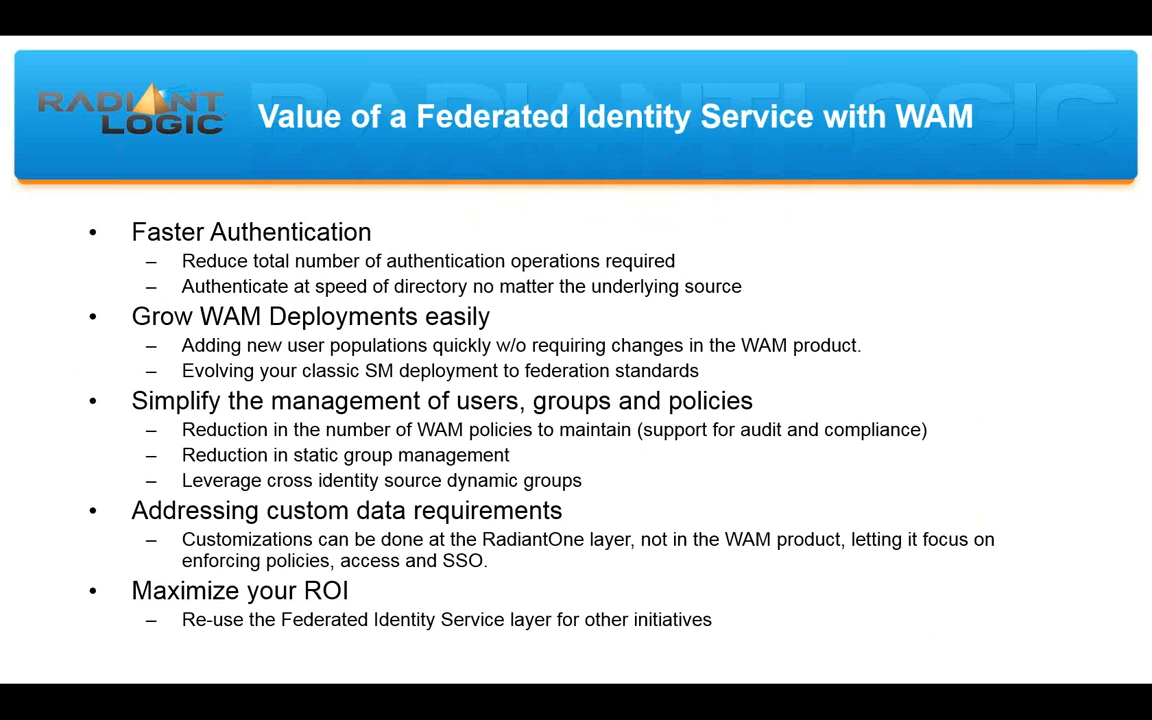 RADIANT
LOGIC
Value of a Federated Identity Service with WAM
• Faster Authentication
– Reduce total number of authentication operations required
– Authenticate at speed of directory no matter the underlying source
• Grow WAM Deployments easily
– Adding new user populations quickly w/o requiring changes in the WAM product.
– Evolving your classic SM deployment to federation standards
• Simplify the management of users, groups and policies
– Reduction in the number of WAM policies to maintain (support for audit and compliance)
– Reduction in static group management
– Leverage cross identity source dynamic groups
• Addressing custom data requirements
– Customizations can be done at the RadiantOne layer, not in the WAM product, letting it focus on
enforcing policies, access and SSO.
• Maximize your ROI
– Re-use the Federated Identity Service layer for other initiatives